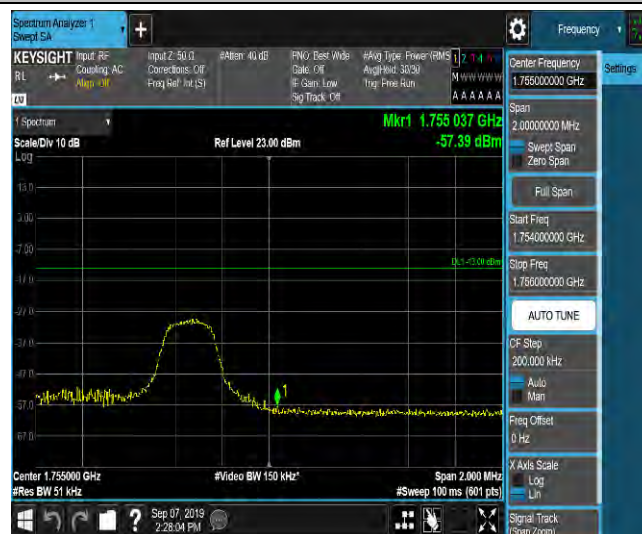 Spectrum Analyzer 1
Swept SA
+
Frequency
KEYSIGHT Input: RF
RL
Coupling: AC
Align: Off
Input Z: 50 Ω
Corrections: Off
Freq Ref: Int (S)
#Atten: 40 dB
PNO: Best Wide
Gate: Off
IF Gain: Low
Sig Track: Off
#Avg Type: Power (RMS
Avg|Hold: 30/30
Trig: Free Run
M W W W W W
A A A A A A
LW
1 Spectrum
Scale/Div 10 dB
Log
Ref Level 23.00 dBm
Mkr1 1.755 037 GHz
-57.39 dBm
13.0
3.00
-7.00
DL1 -13.00 dBm
-17.0
-27.0
-37.0
-47.0
-57.0
-67.0
1
Center 1.755000 GHz
#Res BW 51 kHz
#Video BW 150 kHz*
Span 2.000 MHz
#Sweep 100 ms (601 pts)
?
Sep 07, 2019
2:28:04 PM
Center Frequency
1.755000000 GHz
Settings
Span
2.00000000 MHz
Swept Span
Zero Span
Full Span
Start Freq
1.754000000 GHz
Stop Freq
1.756000000 GHz
AUTO TUNE
CF Step
200.000 kHz
Auto
Man
Freq Offset
0 Hz
X Axis Scale
Log
Lin
Signal Track
(Span Zoom)